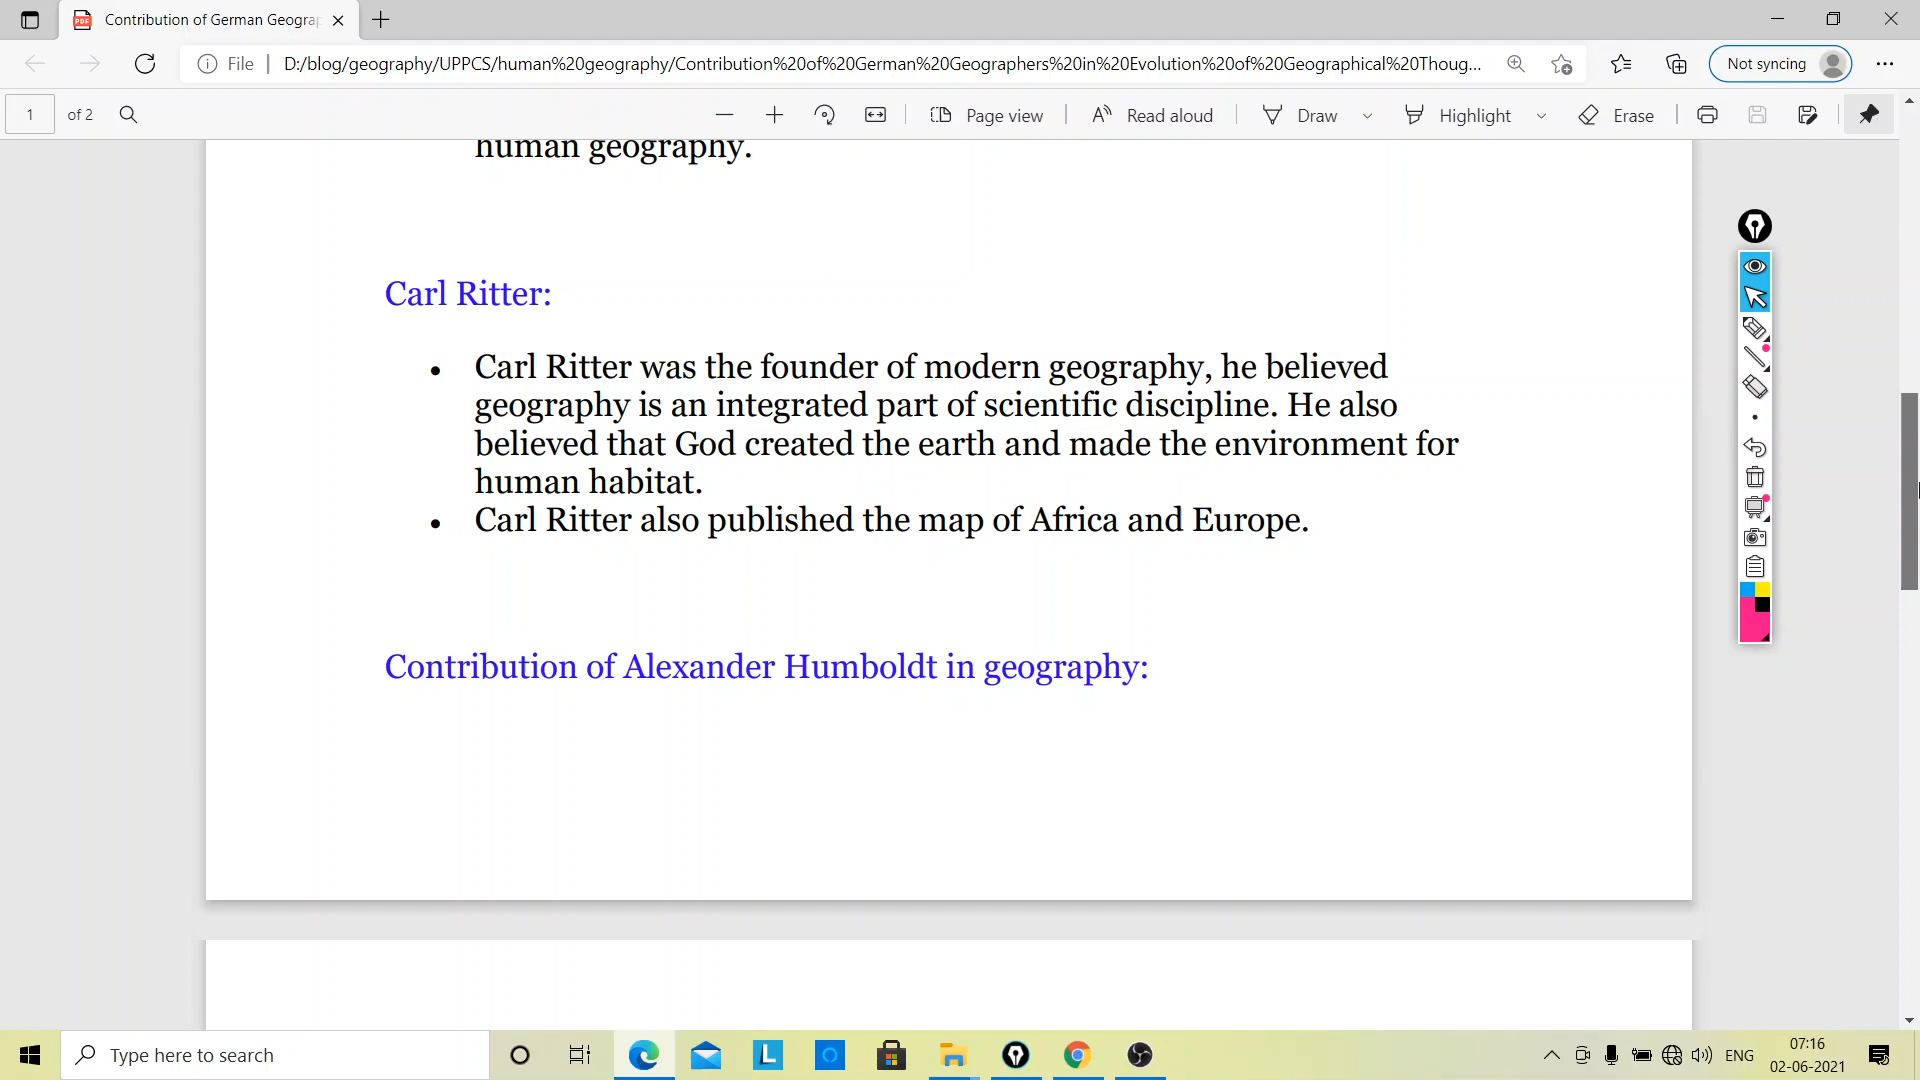 Contribution of German Geogra
File
D:/blog/geography/UPPCS/human%20geography/Contribution%20of%20German%20Geographers%20in%20Evolution%20of%20Geographical%20Thoug...
Not syncing
1 of 2
Page view
Read aloud
Draw
Highlight
Erase
human geography.
Carl Ritter:
• Carl Ritter was the founder of modern geography, he believed
geography is an integrated part of scientific discipline. He also
believed that God created the earth and made the environment for
human habitat.
• Carl Ritter also published the map of Africa and Europe.
Contribution of Alexander Humboldt in geography:
Type here to search
ENG
07:16
02-06-2021